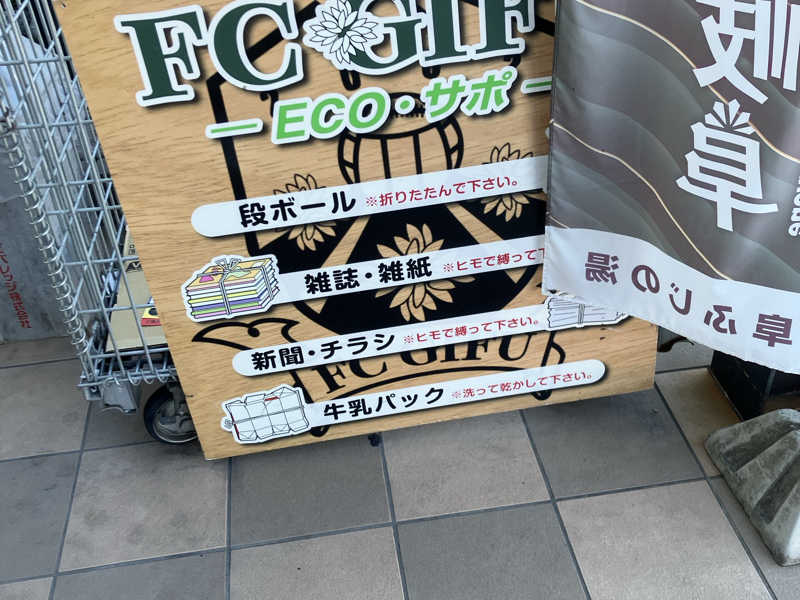 FC GIF
ECO・サポ
段ボール ※折りたたんで下さい。
雑誌・雑紙 ※ヒモで縛って下
新聞・チラシ ※ヒモで縛って下さい。
FC GIFU
牛乳パック ※洗って乾かして下さい。
阜
阜ふじの湯